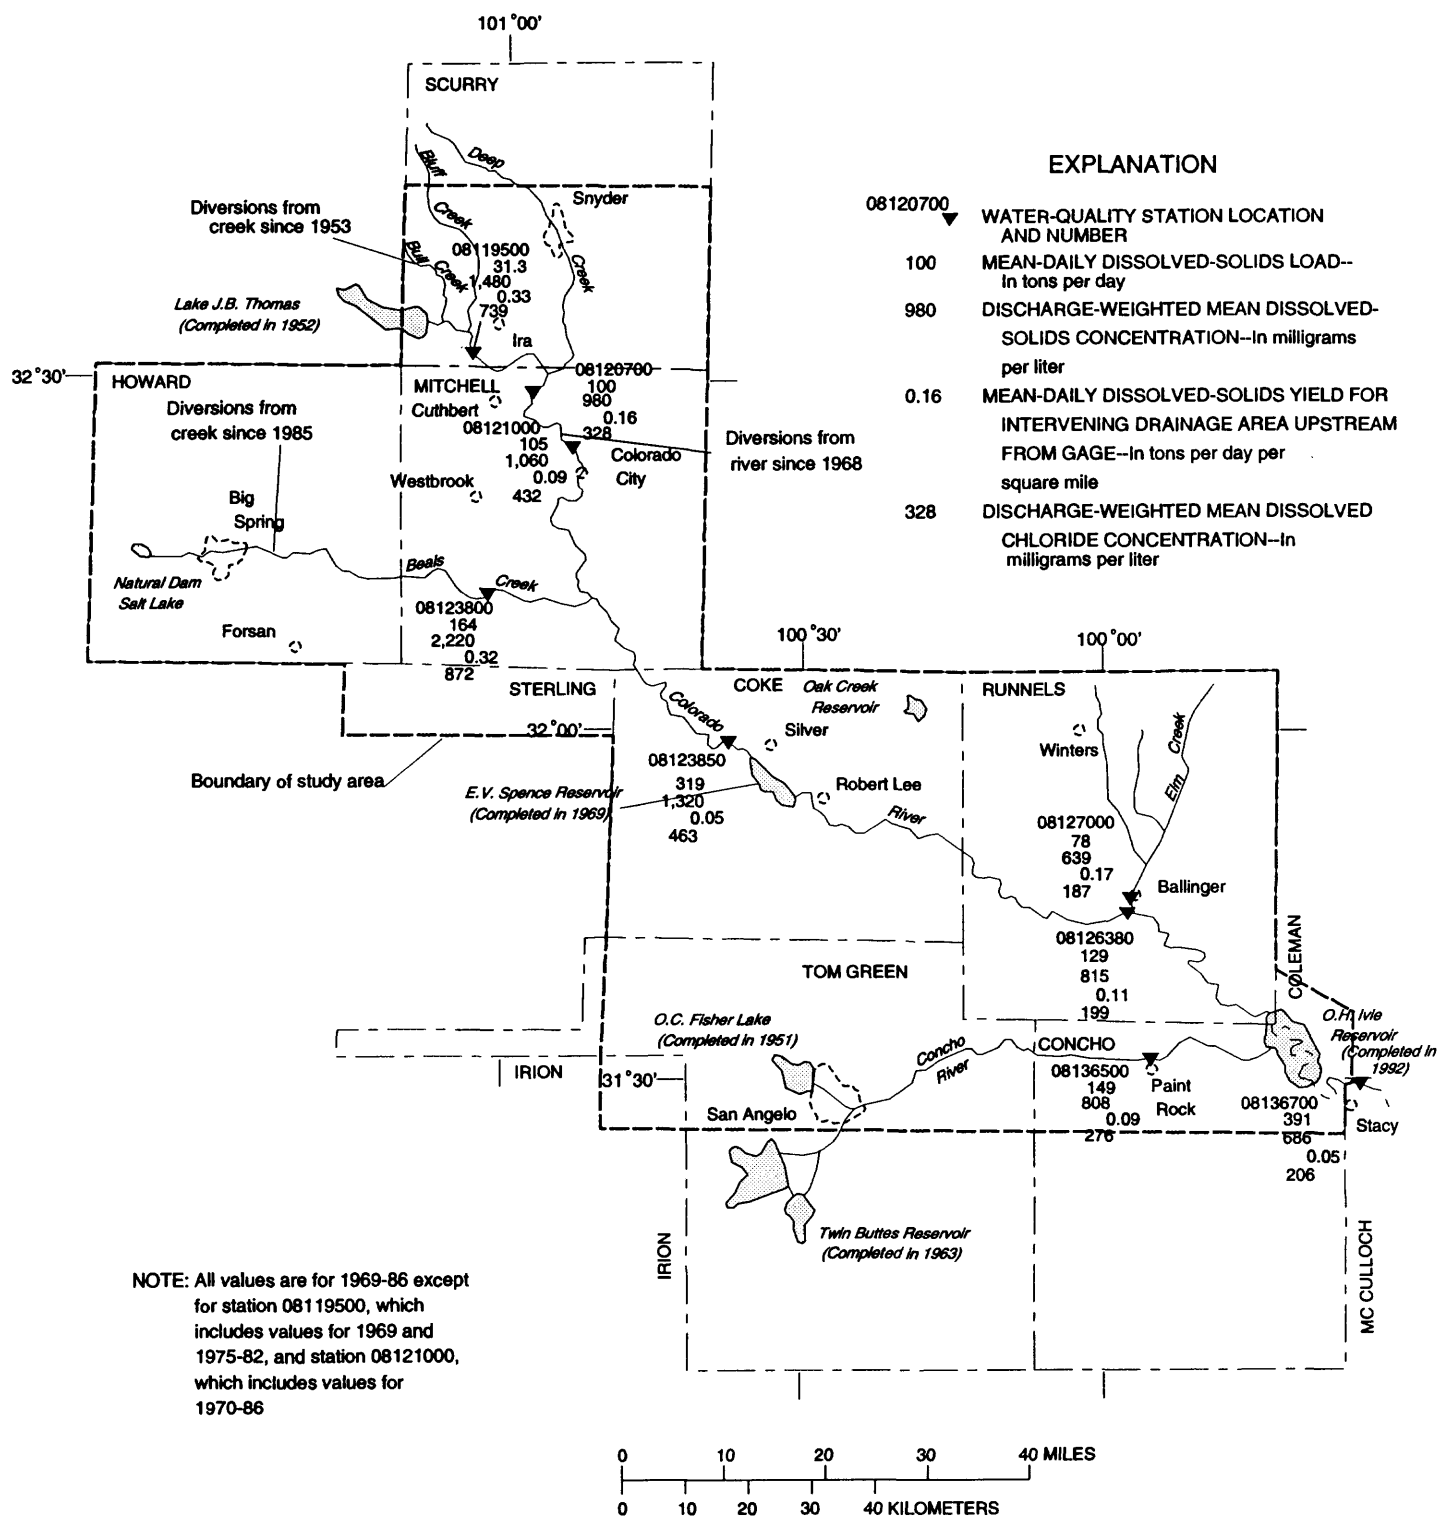 101°00'
SCURRY
Deep
Bluff
Creek
Bull
Creek
Creek
Snyder
Diversions from
creek since 1953
08119500
31.3
1,480
0.33
739
Lake J.B. Thomas
(Completed in 1952)
Ira
32°30'
HOWARD
MITCHELL
Cuthbert
08120700
100
980
0.16
328
Diversions from
creek since 1985
08121000
105
1,060
0.09
432
Diversions from
river since 1968
Colorado
City
Westbrook
Big
Spring
Natural Dam
Salt Lake
Beals
Creek
08123800
164
2,220
0.32
872
Forsan
EXPLANATION
08120700
WATER-QUALITY STATION LOCATION
AND NUMBER
100 MEAN-DAILY DISSOLVED-SOLIDS LOAD--
In tons per day
980 DISCHARGE-WEIGHTED MEAN DISSOLVED-
SOLIDS CONCENTRATION--In milligrams
per liter
0.16 MEAN-DAILY DISSOLVED-SOLIDS YIELD FOR
INTERVENING DRAINAGE AREA UPSTREAM
FROM GAGE--In tons per day per
square mile
328 DISCHARGE-WEIGHTED MEAN DISSOLVED
CHLORIDE CONCENTRATION--In
milligrams per liter
100°30'
100°00'
STERLING
COKE
Oak Creek
Reservoir
RUNNELS
32°00'
Colorado
River
Silver
Winters
Elm
Creek
Boundary of study area
08123850
319
1,320
0.05
463
E.V. Spence Reservoir
(Completed in 1969)
Robert Lee
08127000
78
639
0.17
187
Ballinger
08126380
129
815
0.11
199
COLEMAN
TOM GREEN
O.C. Fisher Lake
(Completed in 1951)
Concho
River
CONCHO
O.H. Ivie
Reservoir
(Completed in
1992)
IRION
31°30'
San Angelo
08136500
149
808
0.09
276
Paint
Rock
08136700
391
686
0.05
206
Stacy
Twin Buttes Reservoir
(Completed in 1963)
IRION
MC CULLOCH
NOTE: All values are for 1969-86 except
for station 08119500, which
includes values for 1969 and
1975-82, and station 08121000,
which includes values for
1970-86
0 10 20 30 40 MILES
0 10 20 30 40 KILOMETERS